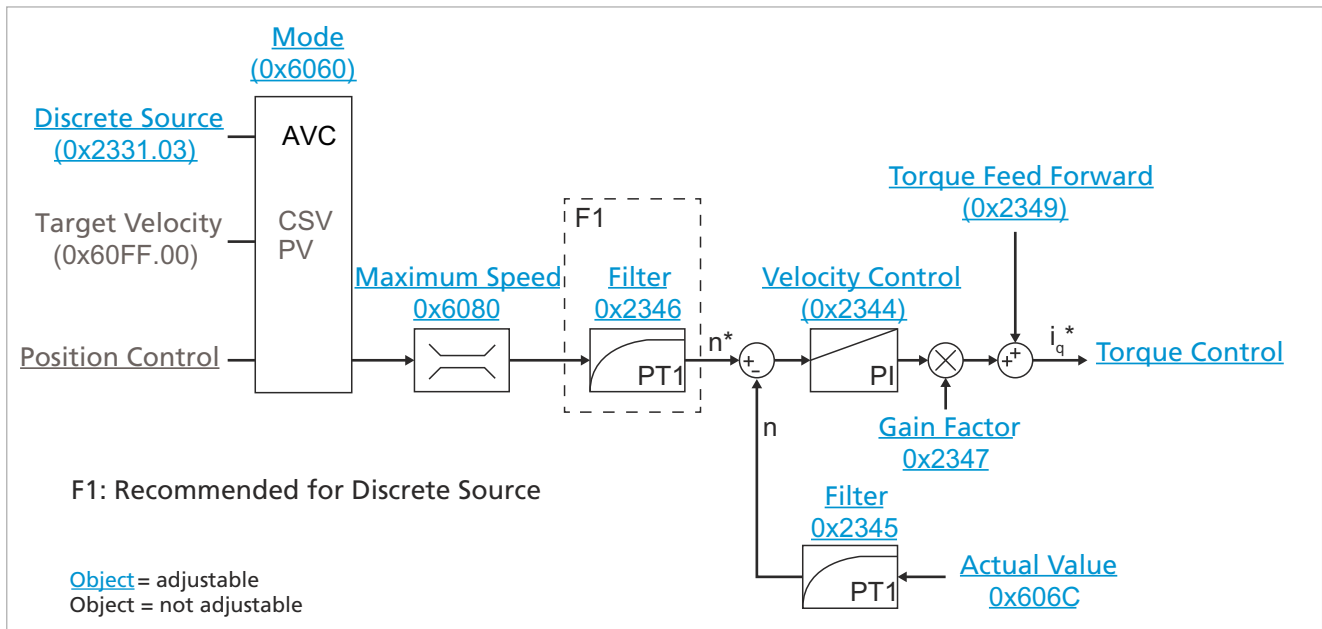 Mode
(0x6060)
Discrete Source
(0x2331.03)
AVC
Target Velocity
(0x60FF.00)
CSV
PV
Position Control
Maximum Speed
0x6080
F1
Filter
0x2346
PT1
n*
+
-
n
Velocity Control
(0x2344)
PI
Gain Factor
0x2347
Torque Feed Forward
(0x2349)
+
+
iq*
Torque Control
Filter
0x2345
PT1
Actual Value
0x606C
F1: Recommended for Discrete Source
Object = adjustable
Object = not adjustable